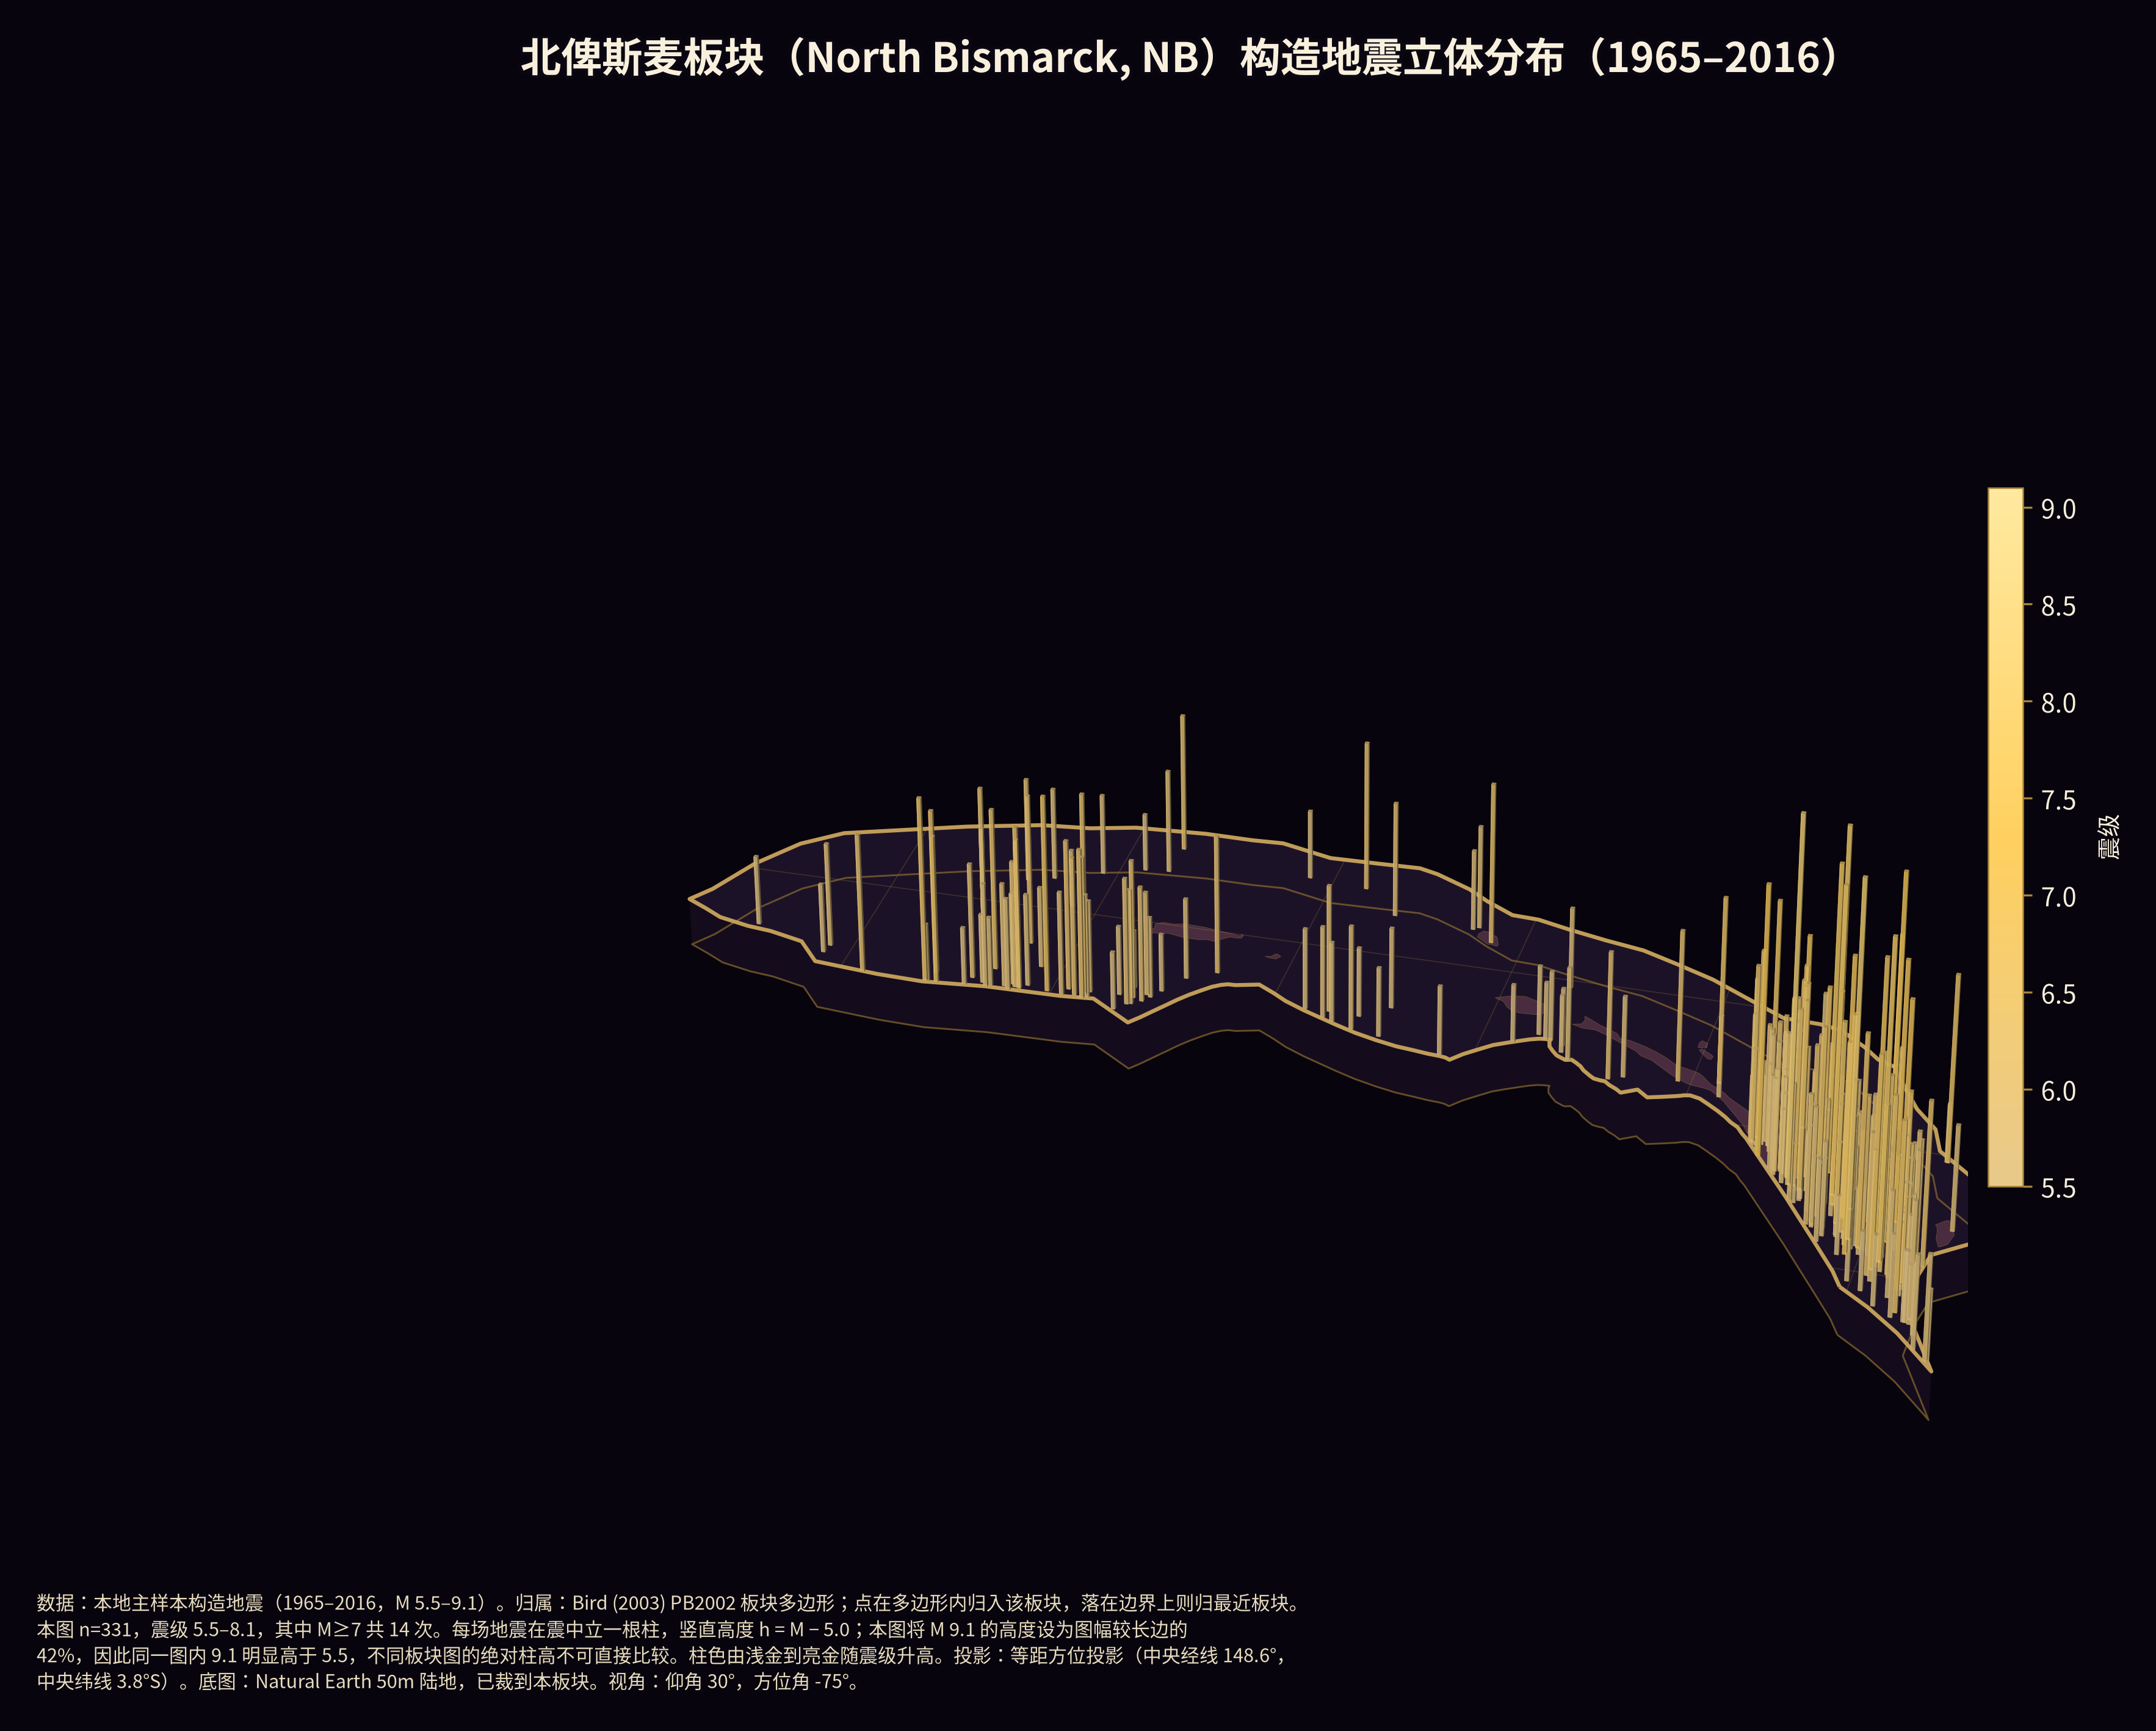 北俾斯麦板块（North Bismarck, NB）构造地震立体分布（1965–2016）
9.0
8.5
8.0
7.5
7.0
6.5
6.0
5.5
震级
数据：本地主样本构造地震（1965–2016，M 5.5–9.1）。归属：Bird (2003) PB2002 板块多边形；点在多边形内归入该板块，落在边界上则归最近板块。
本图 n=331，震级 5.5–8.1，其中 M≥7 共 14 次。每场地震在震中立一根柱，竖直高度 h = M − 5.0；本图将 M 9.1 的高度设为图幅较长边的
42%，因此同一图内 9.1 明显高于 5.5，不同板块图的绝对柱高不可直接比较。柱色由浅金到亮金随震级升高。投影：等距方位投影（中央经线 148.6°，
中央纬线 3.8°S）。底图：Natural Earth 50m 陆地，已裁到本板块。视角：仰角 30°，方位角 -75°。